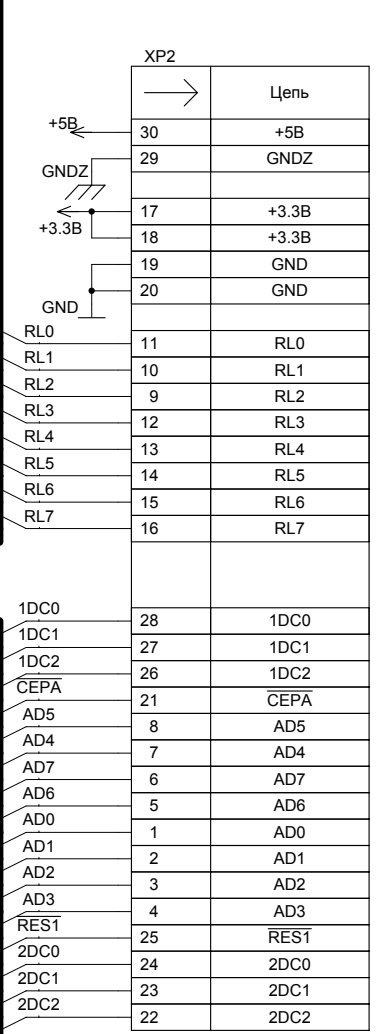 XP2
Цепь
+5В 30 +5В
GNDZ 29 GNDZ
+3.3В 17 +3.3В
18 +3.3В
19 GND
GND 20 GND
RL0 11 RL0
RL1 10 RL1
RL2 9 RL2
RL3 12 RL3
RL4 13 RL4
RL5 14 RL5
RL6 15 RL6
RL7 16 RL7
1DC0 28 1DC0
1DC1 27 1DC1
1DC2 26 1DC2
CEPA 21 CEPA
AD5 8 AD5
AD4 7 AD4
AD7 6 AD7
AD6 5 AD6
AD0 1 AD0
AD1 2 AD1
AD2 3 AD2
AD3 4 AD3
RES1 25 RES1
2DC0 24 2DC0
2DC1 23 2DC1
2DC2 22 2DC2